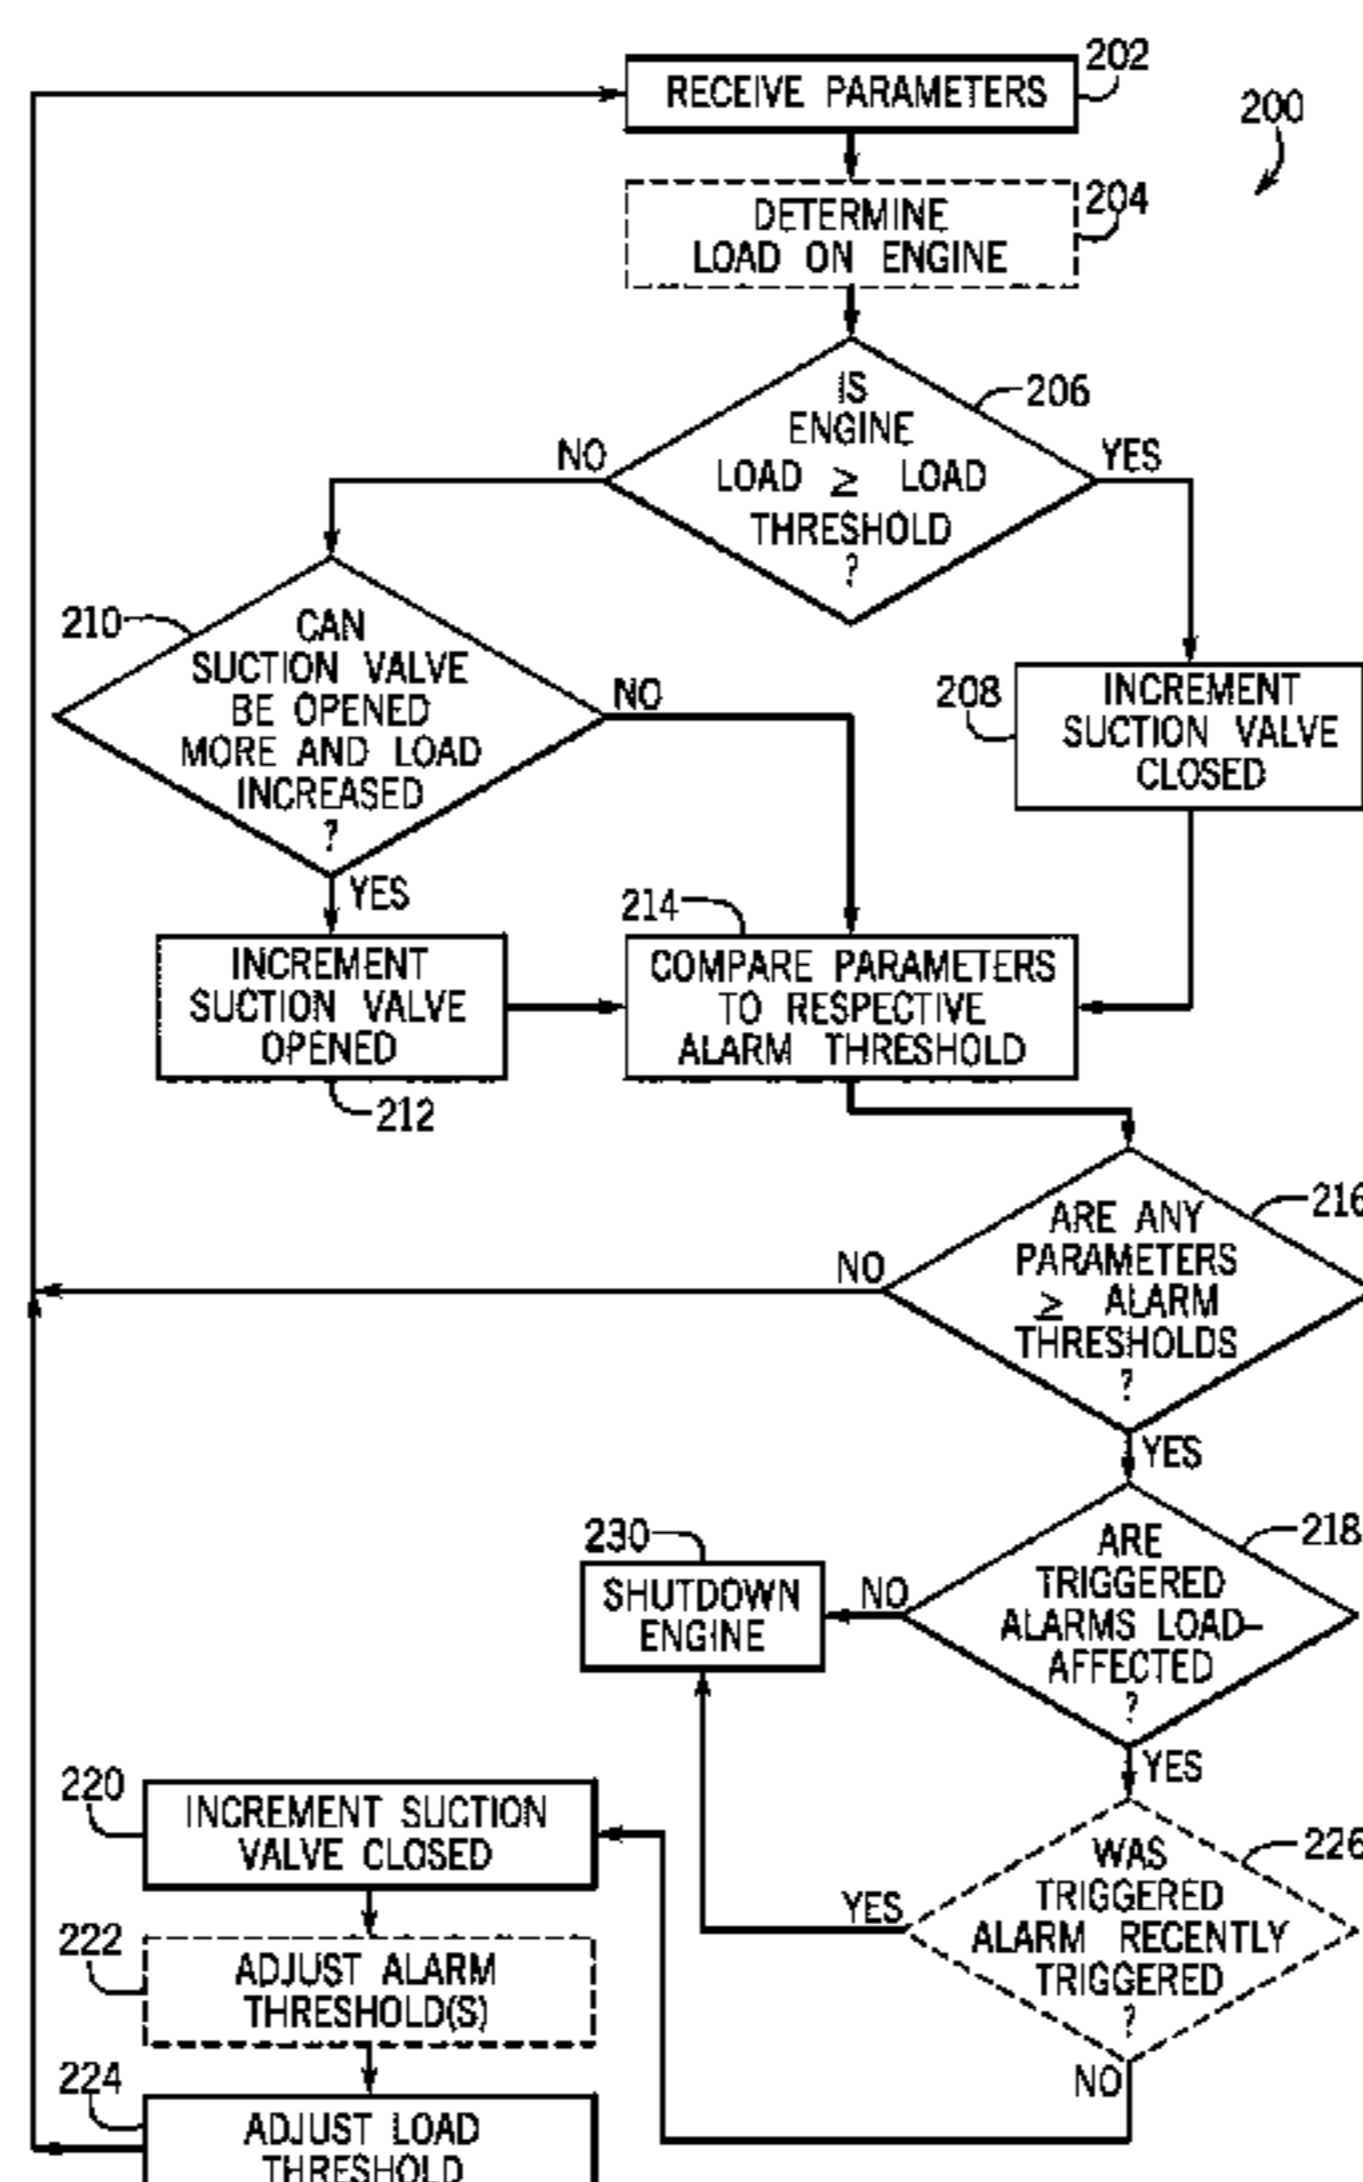 202
RECEIVE PARAMETERS
200
204
DETERMINE
LOAD ON ENGINE
206
IS
ENGINE
LOAD ≥ LOAD
THRESHOLD
?
NO
YES
210
CAN
SUCTION VALVE
BE OPENED
MORE AND LOAD
INCREASED
?
NO
YES
208
INCREMENT
SUCTION VALVE
CLOSED
INCREMENT
SUCTION VALVE
OPENED
212
214
COMPARE PARAMETERS
TO RESPECTIVE
ALARM THRESHOLD
216
ARE ANY
PARAMETERS
≥ ALARM
THRESHOLDS
?
NO
YES
218
ARE
TRIGGERED
ALARMS LOAD-
AFFECTED
?
NO
YES
230
SHUTDOWN
ENGINE
226
WAS
TRIGGERED
ALARM RECENTLY
TRIGGERED
?
YES
NO
220
INCREMENT SUCTION
VALVE CLOSED
222
ADJUST ALARM
THRESHOLD(S)
224
ADJUST LOAD
THRESHOLD